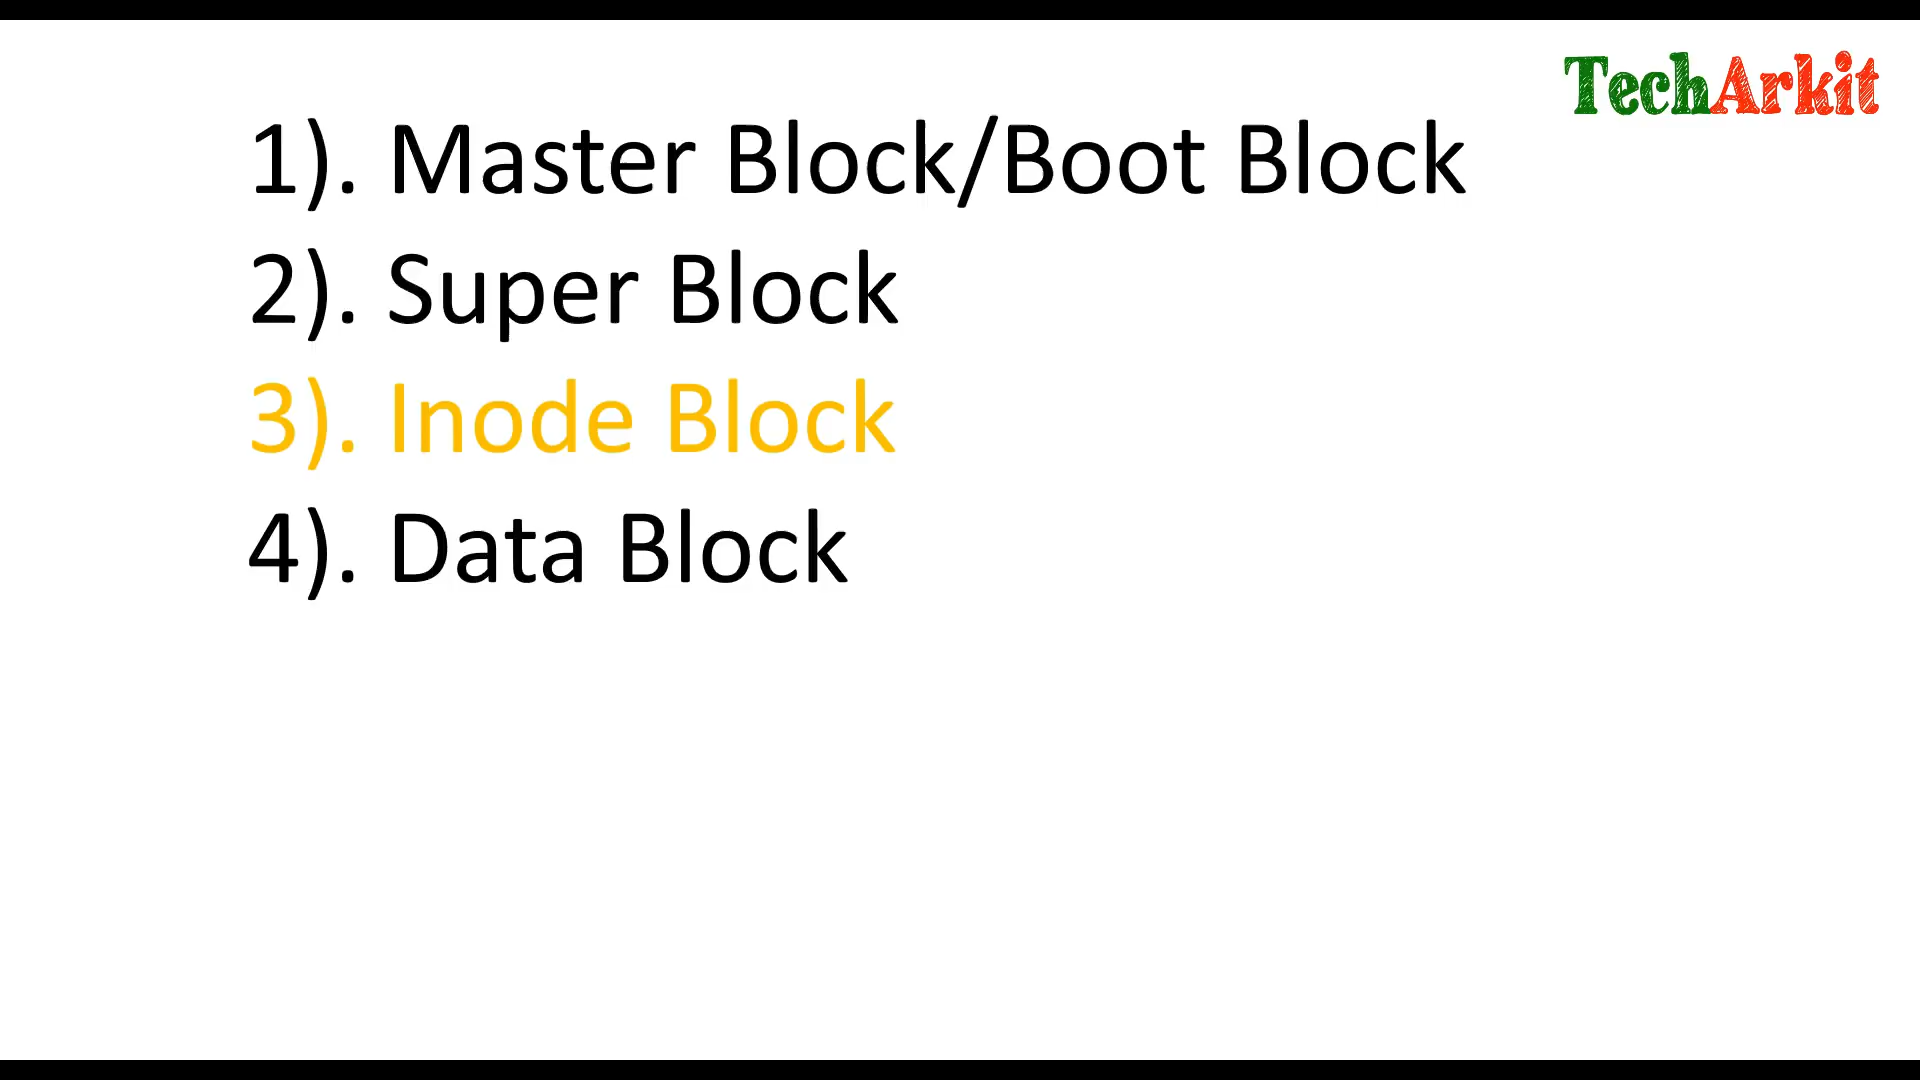 TechArkit
1). Master Block/Boot Block
2). Super Block
3). Inode Block
4). Data Block